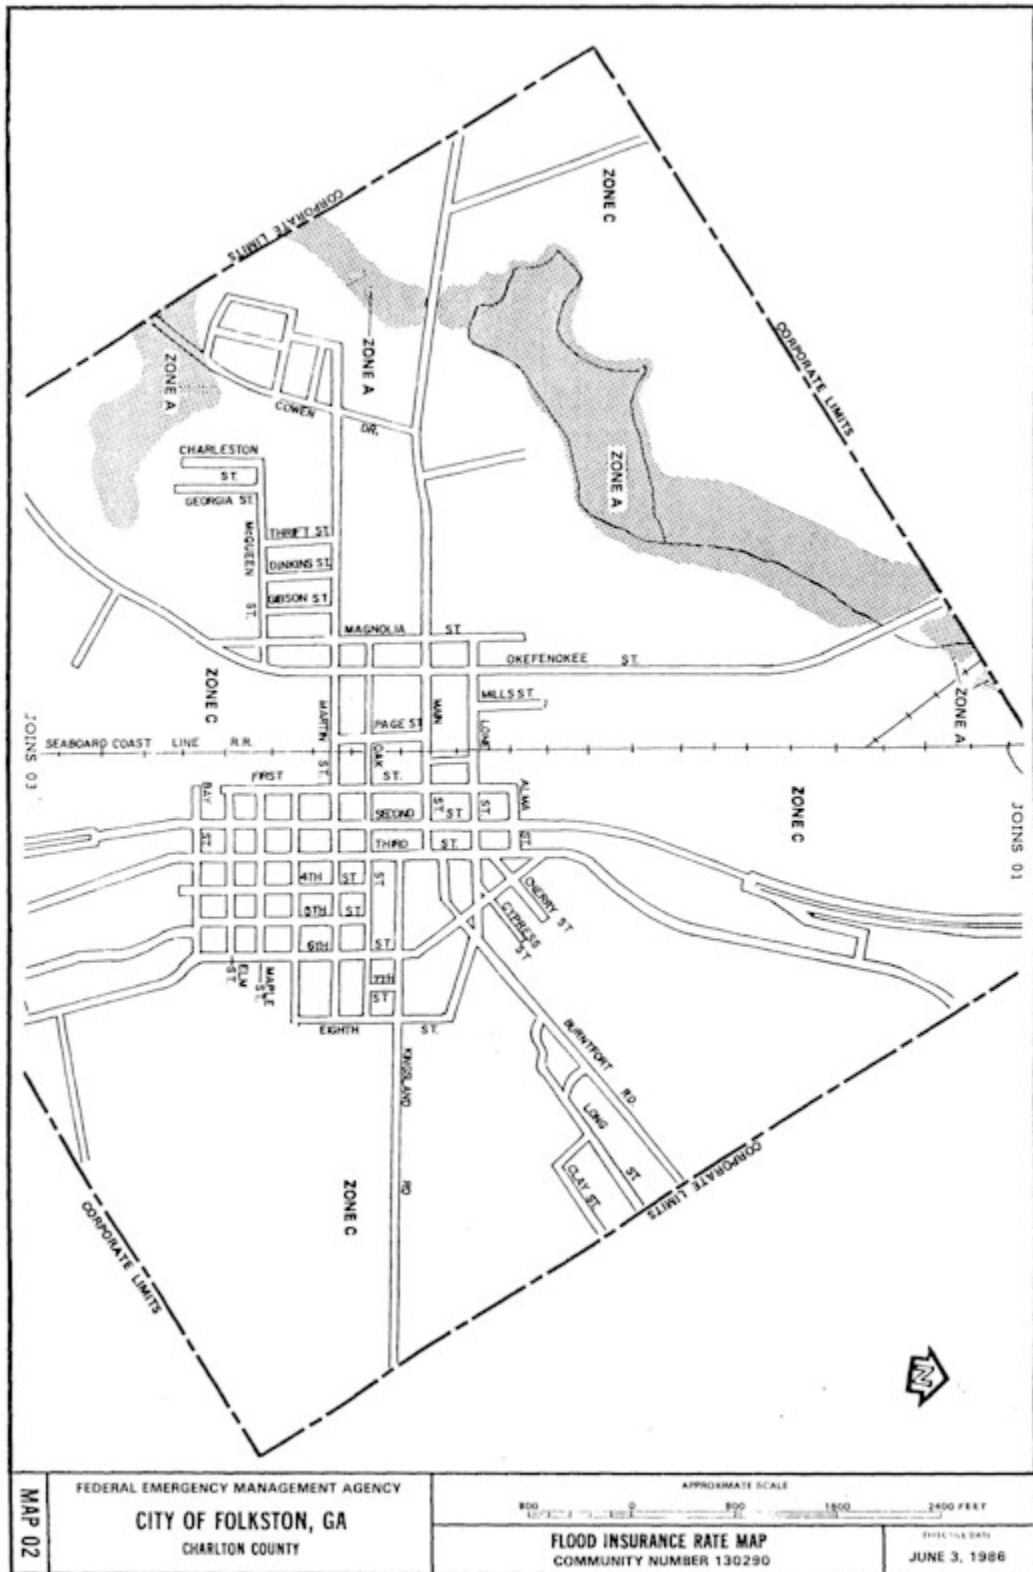 CORPORATE LIMITS
ZONE C
ZONE A
ZONE A
CORPORATE LIMITS
COWEN
DR.
CHARLESTON
ST.
GEORGIA ST.
ZONE A
McQUEEN
ST.
THRIFT ST.
DINKINS ST.
GIBSON ST.
MAGNOLIA ST.
OKEFENOKEE ST.
ZONE C
MILLS ST.
ZONE A
MARTIN
ST.
PAGE ST
MAIN
ST
LOVE
ST
OAK
ST
JOINS 03
SEABOARD COAST LINE R.R.
FIRST ST.
BAY
ST.
SECOND ST
ALMA
ST.
ZONE C
JOINS 01
THIRD ST.
4TH ST
5TH ST
6TH ST
7TH
ST
CHERRY ST
CYPRESS
ST
ELM
ST.
MAPLE
ST.
EIGHTH ST.
KINGSLAND RD
BURNTFORT RD.
LONG
ST
CLAY ST.
CORPORATE LIMITS
ZONE C
CORPORATE LIMITS
N
MAP 02
FEDERAL EMERGENCY MANAGEMENT AGENCY
CITY OF FOLKSTON, GA
CHARLTON COUNTY
APPROXIMATE SCALE
800 0 800 1600 2400 FEET
FLOOD INSURANCE RATE MAP
COMMUNITY NUMBER 130290
EFFECTIVE DATE
JUNE 3, 1986